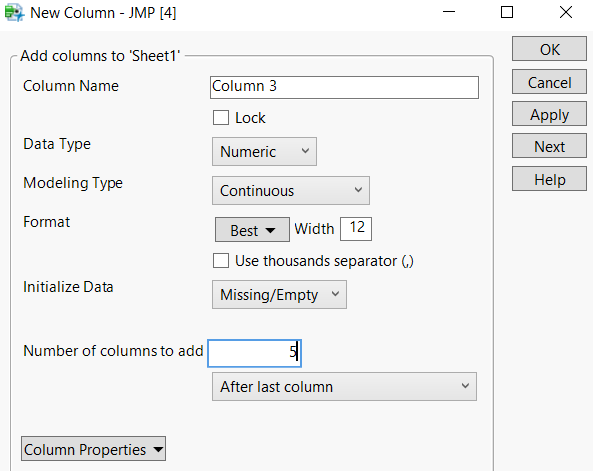 New Column - JMP [4]
Add columns to 'Sheet1'
OK
Column Name Column 3
Cancel
Lock
Apply
Data Type Numeric
Next
Modeling Type Continuous
Help
Format Best Width 12
Use thousands separator (,)
Initialize Data Missing/Empty
Number of columns to add 5
After last column
Column Properties